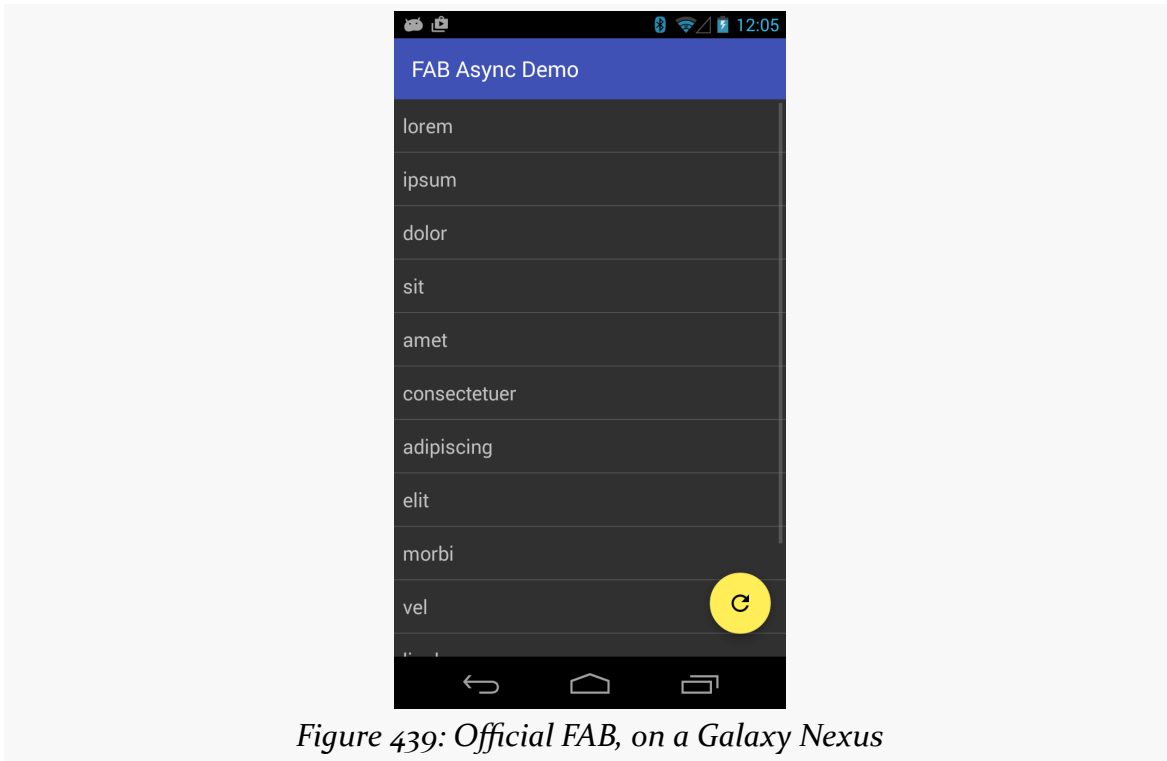 12:05
FAB Async Demo
lorem
ipsum
dolor
sit
amet
consectetuer
adipiscing
elit
morbi
vel
Figure 439: Official FAB, on a Galaxy Nexus